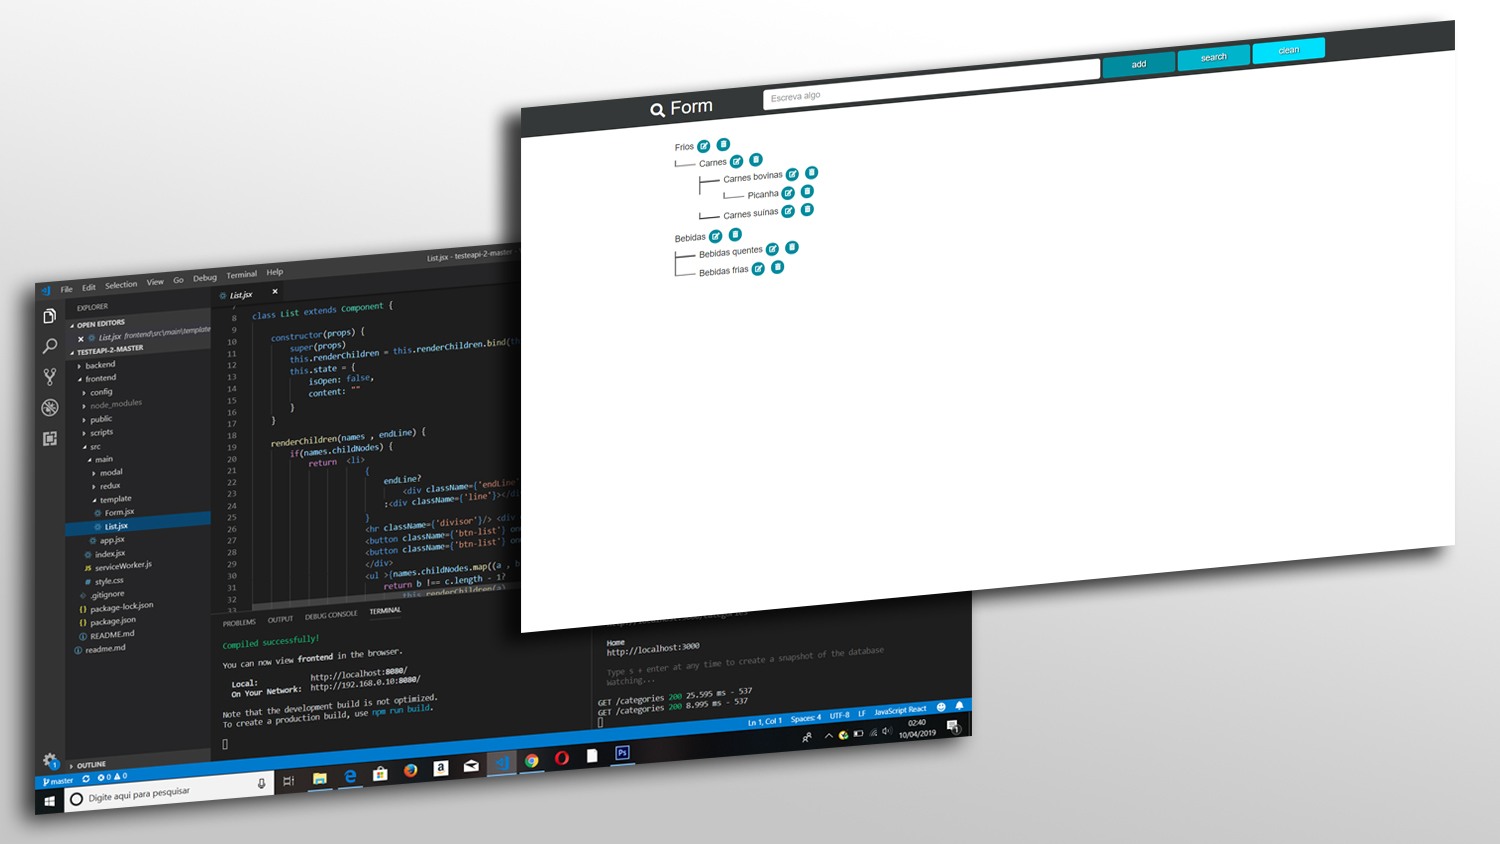 Form
Escreva algo
add
search
clean
Frios
Carnes
Carnes bovinas
Picanha
Carnes suínas
Bebidas
Bebidas quentes
Bebidas frias
File Edit Selection View Go Debug Terminal Help
List.jsx - testeapi-2-master -
EXPLORER
OPEN EDITORS
List.jsx frontend\src\main\template
TESTEAPI-2-MASTER
backend
frontend
config
node_modules
public
scripts
src
main
modal
redux
template
Form.jsx
List.jsx
app.jsx
index.jsx
JS serviceWorker.js
# style.css
.gitignore
{} package-lock.json
{} package.json
README.md
readme.md
OUTLINE
List.jsx
7
8 class List extends Component {
9
10 constructor(props) {
11 super(props)
12 this.renderChildren = this.renderChildren.bind(th
13 this.state = {
14 isOpen: false,
15 content: ""
16 }
17 }
18
19 renderChildren(names , endLine) {
20 if(names.childNodes) {
21 return <li>
22 {
23 endLine?
24 <div className={'endLine'
25 :<div className={'line'}></di
26 }
27 <hr className={'divisor'}/> <div
28 <button className={'btn-list'} on
29 <button className={'btn-list'} on
30 </div>
31 <ul >{names.childNodes.map((a , b
32 return b !== c.length - 1?
33 this.renderChildren(a)
PROBLEMS OUTPUT DEBUG CONSOLE TERMINAL
Compiled successfully!
You can now view frontend in the browser.
Local: http://localhost:8080/
On Your Network: http://192.168.0.10:8080/
Note that the development build is not optimized.
To create a production build, use npm run build.
Home
http://localhost:3000
Type s + enter at any time to create a snapshot of the database
Watching...
GET /categories 200 25.595 ms - 537
GET /categories 200 8.995 ms - 537
master 0 0
Ln 1, Col 1 Spaces: 4 UTF-8 LF JavaScript React
Digite aqui para pesquisar
Ps
02:40
10/04/2019
1